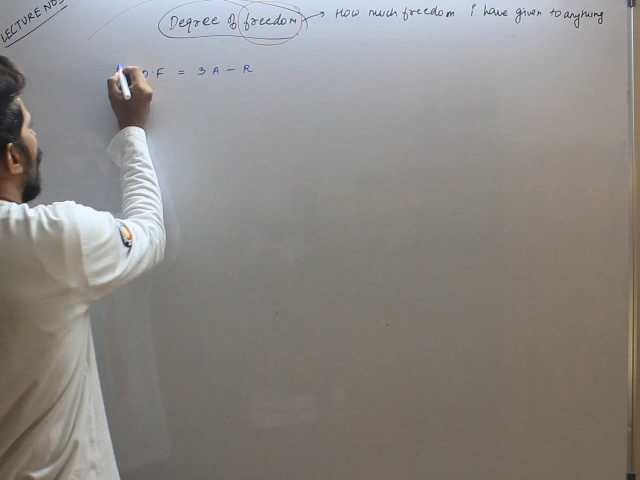 LECTURE NO
Degree of freedom → How much freedom I have given to anything
D.F = 3A - R